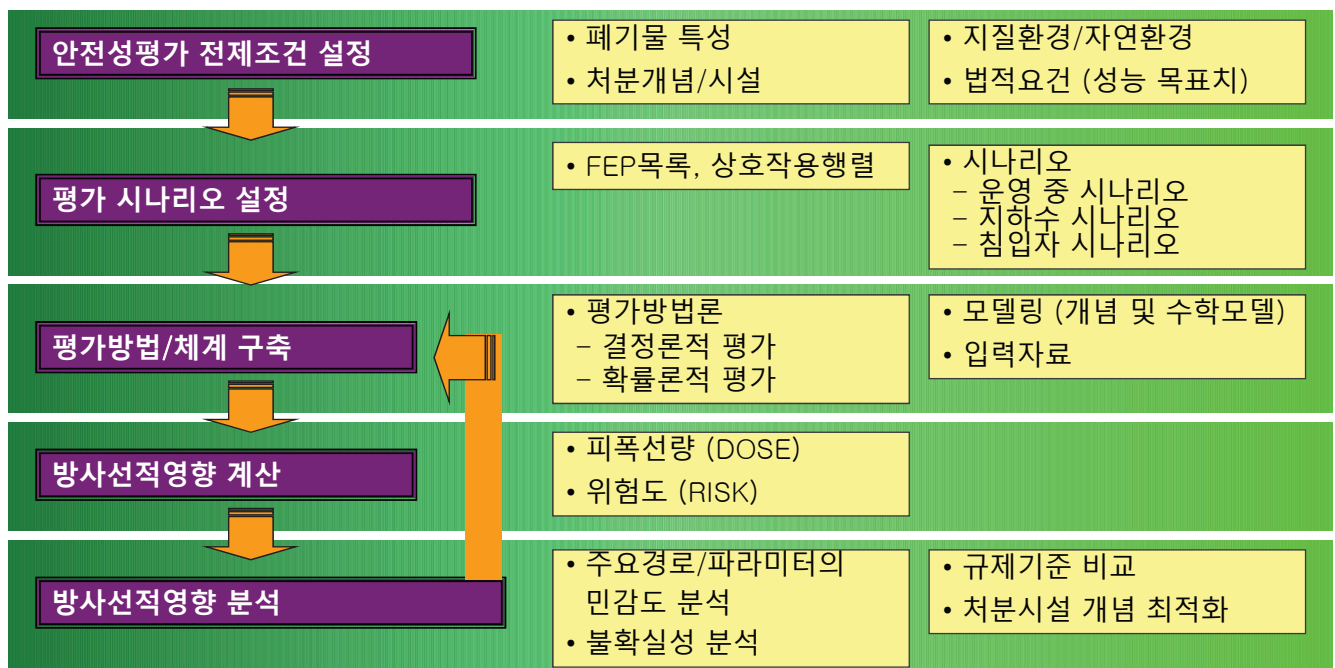 안전성평가 전제조건 설정
• 폐기물 특성
• 처분개념/시설
• 지질환경/자연환경
• 법적요건 (성능 목표치)
평가 시나리오 설정
• FEP목록, 상호작용행렬
• 시나리오
– 운영 중 시나리오
– 지하수 시나리오
– 침입자 시나리오
평가방법/체계 구축
• 평가방법론
– 결정론적 평가
– 확률론적 평가
• 모델링 (개념 및 수학모델)
• 입력자료
방사선적영향 계산
• 피폭선량 (DOSE)
• 위험도 (RISK)
방사선적영향 분석
• 주요경로/파라미터의
민감도 분석
• 불확실성 분석
• 규제기준 비교
• 처분시설 개념 최적화